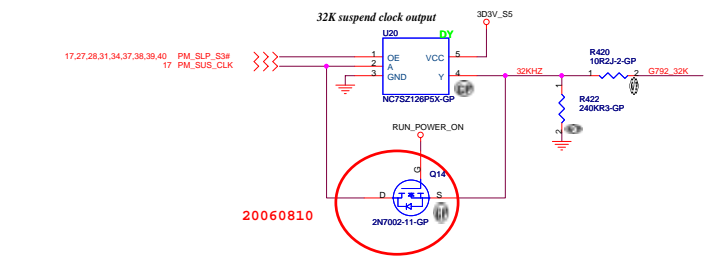 32K suspend clock output
3D3V_S5
U20
DY
17,27,28,31,34,37,38,39,40 PM_SLP_S3#
17 PM_SUS_CLK
1 OE VCC 5
2 A
3 GND Y 4
NC7SZ126P5X-GP
32KHZ
R420
10R2J-2-GP
1 2 G792_32K
1
R422
240KR3-GP
2
RUN_POWER_ON
G
Q14
D S
2N7002-11-GP
20060810